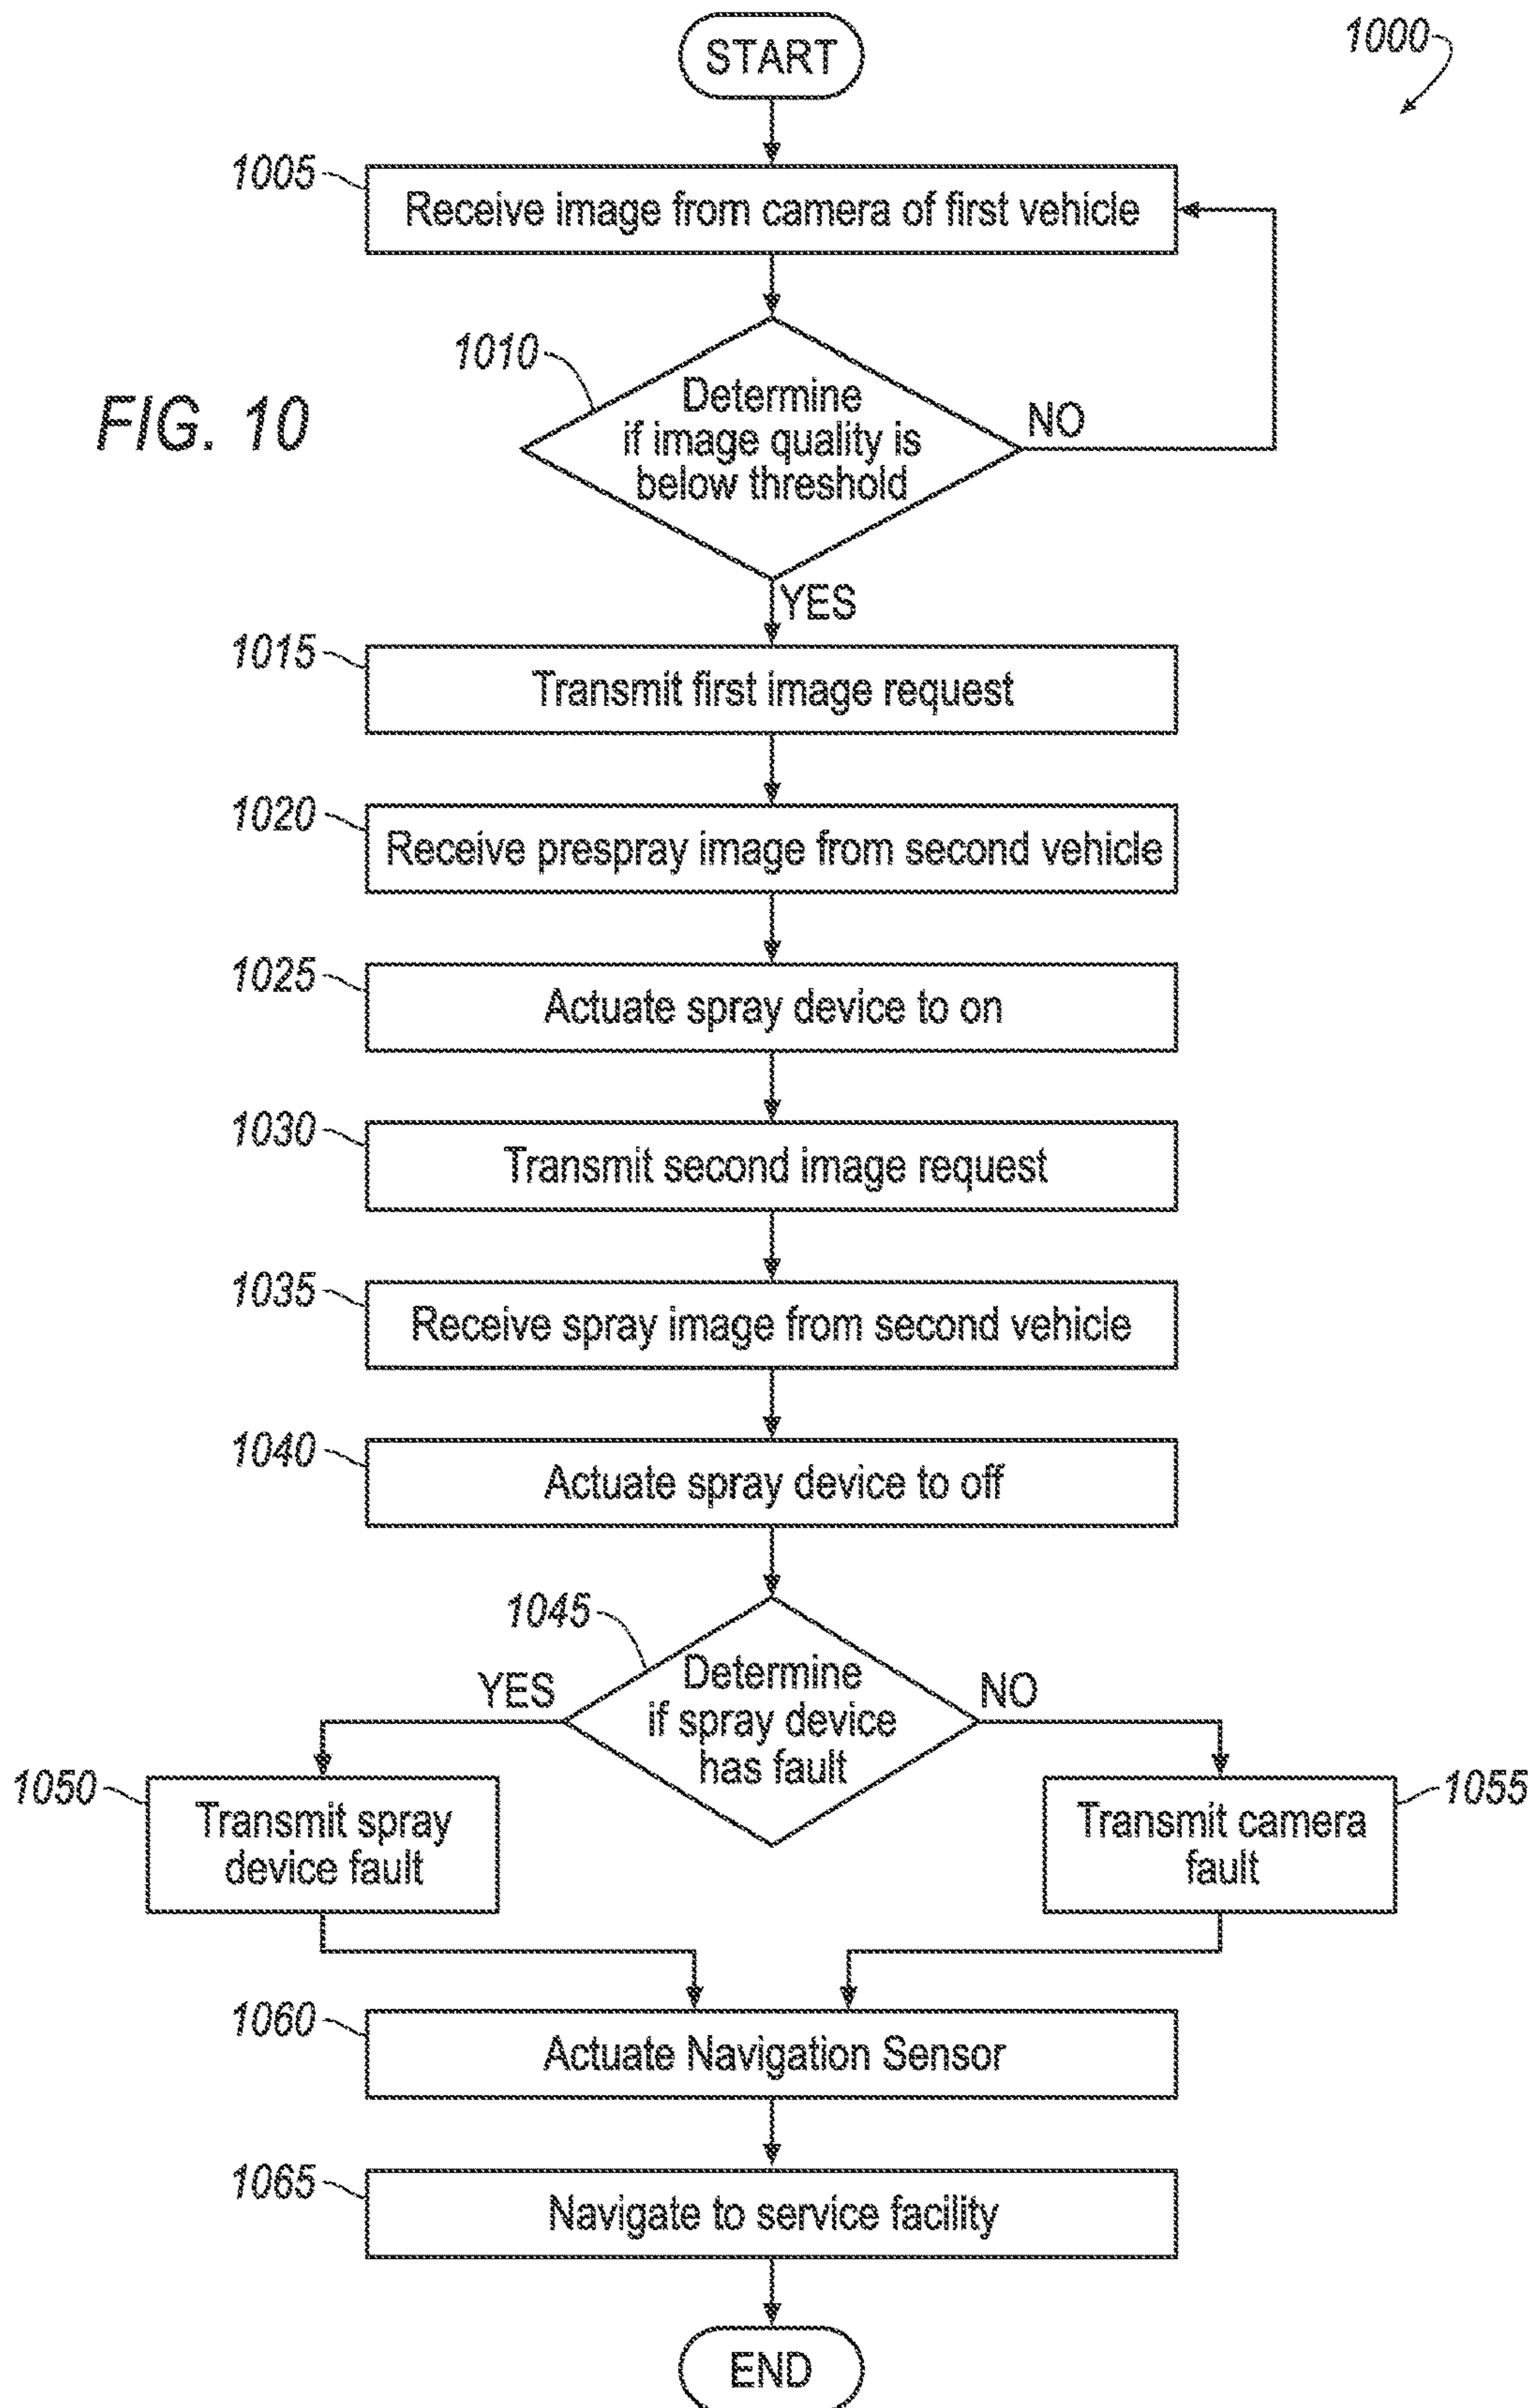 START
1000
1005
Receive image from camera of first vehicle
1010
Determine
if image quality is
below threshold
NO
FIG. 10
YES
1015
Transmit first image request
1020
Receive prespray image from second vehicle
1025
Actuate spray device to on
1030
Transmit second image request
1035
Receive spray image from second vehicle
1040
Actuate spray device to off
1045
Determine
if spray device
has fault
YES
NO
1050
Transmit spray
device fault
1055
Transmit camera
fault
1060
Actuate Navigation Sensor
1065
Navigate to service facility
END